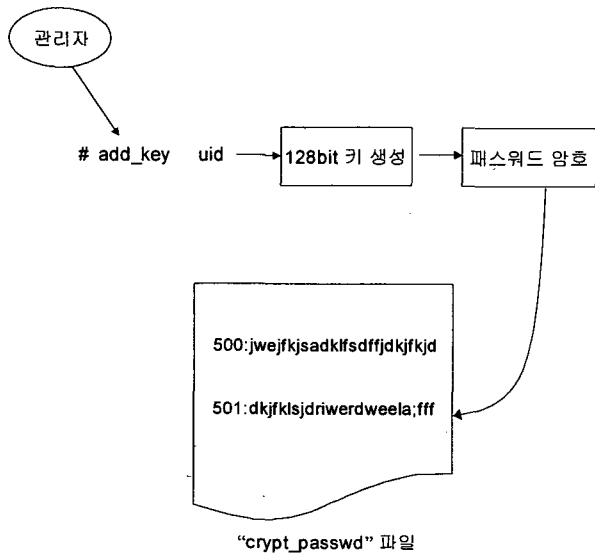 관리자
# add_key uid
128bit 키 생성
패스워드 암호
500:jwejfkjsadklfsdffjdkjfkjd
501:dkjfklsjdriwerdweela;fff
“crypt_passwd” 파일